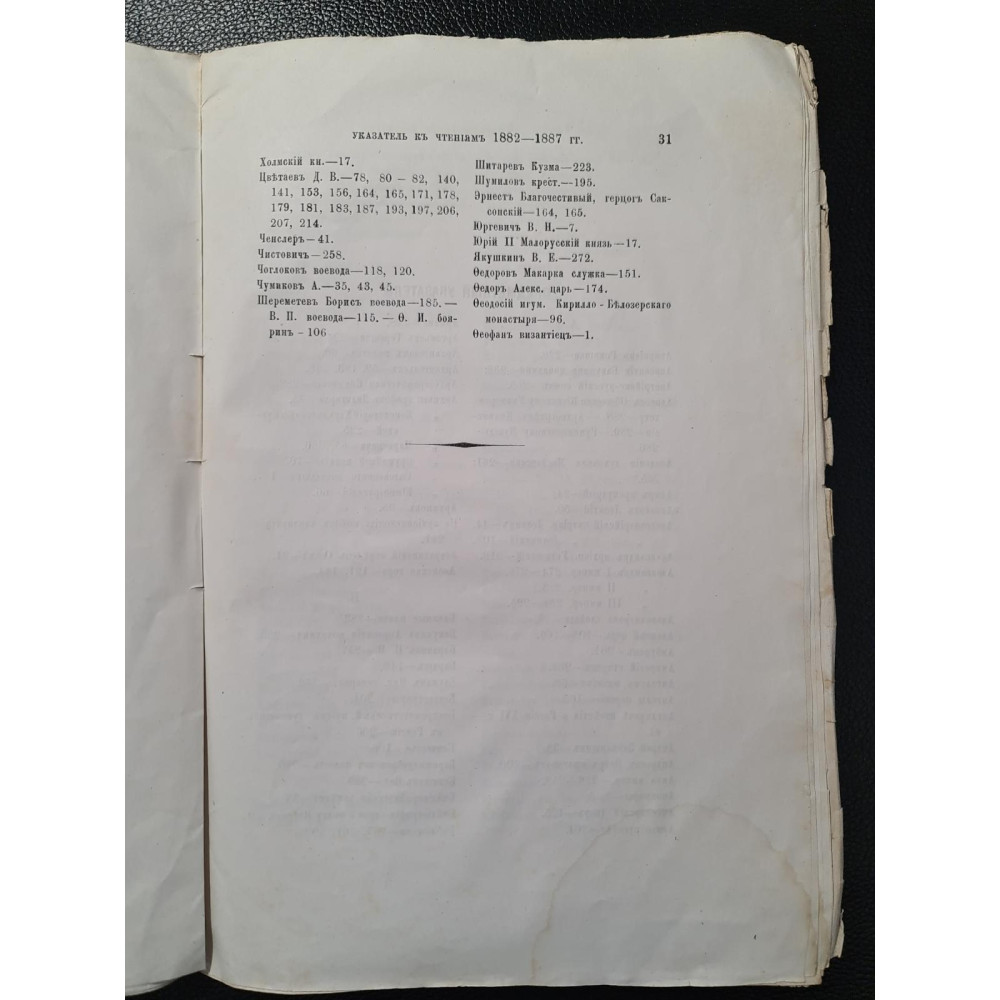 УКАЗАТЕЛЬ КЪ ЧТЕНІЯМЪ 1882—1887 ГГ. 31
Холмскій кн.—17.
Цвѣтаевъ Д. В.—78, 80 — 82, 140,
141, 153, 156, 164, 165, 171, 178,
179, 181, 183, 187, 193, 197, 206,
207, 214.
Ченслеръ—41.
Чистовичъ—258.
Чоглоковъ воевода—118, 120.
Чумиковъ А.—35, 43, 45.
Шереметевъ Борисъ воевода—185. —
В. П. воевода—115. — Ѳ. И. боя-
ринъ - 106
Шитаревъ Кузма—223.
Шумиловъ крест.—195.
Эрнестъ Благочестивый, герцогъ Сак-
сонскій—164, 165.
Юргевичъ В. Н.—7.
Юрій II Малорусскій князь—17.
Якушкинъ В. Е.—272.
Ѳедоровъ Макарка служка—151.
Ѳедоръ Алекс. царь—174.
Ѳеодосій игум. Кирилло - Бѣлозерскаго
монастыря—96.
Ѳеофанъ византіецъ—1.